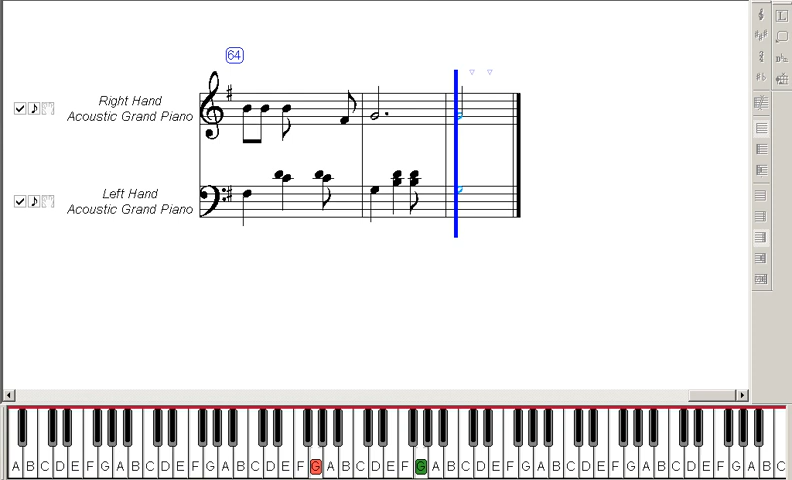 64
Right Hand
Acoustic Grand Piano
Left Hand
Acoustic Grand Piano
L
A B C D E F G A B C D E F G A B C D E F G A B C D E F G A B C D E F G A B C D E F G A B C D E F G A B C